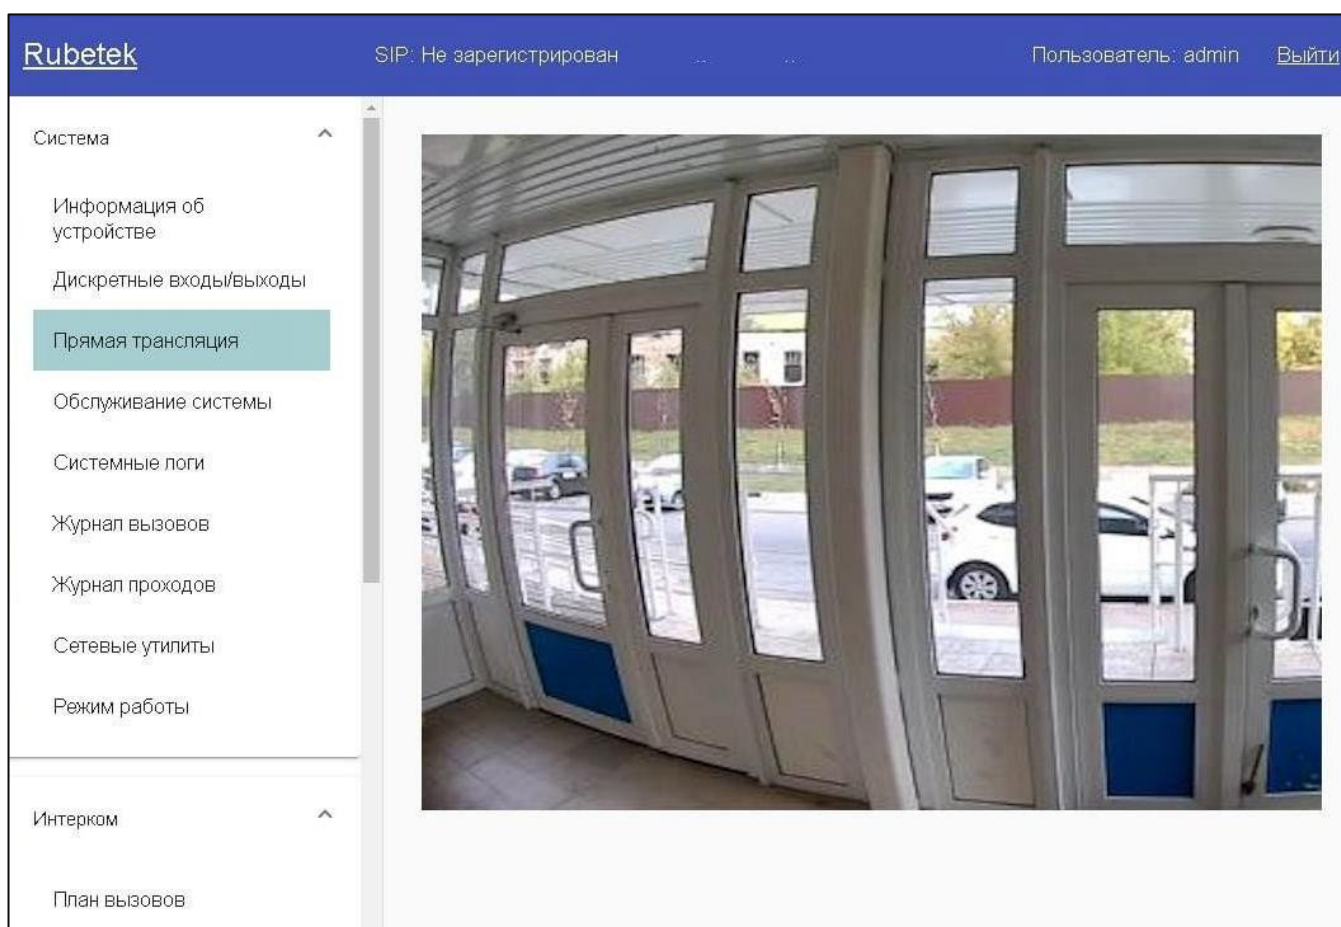 Rubetek
SIP: Не зарегистрирован .. ..
Пользователь: admin
Выйти
Система
Информация об
устройстве
Дискретные входы/выходы
Прямая трансляция
Обслуживание системы
Системные логи
Журнал вызовов
Журнал проходов
Сетевые утилиты
Режим работы
Интерком
План вызовов